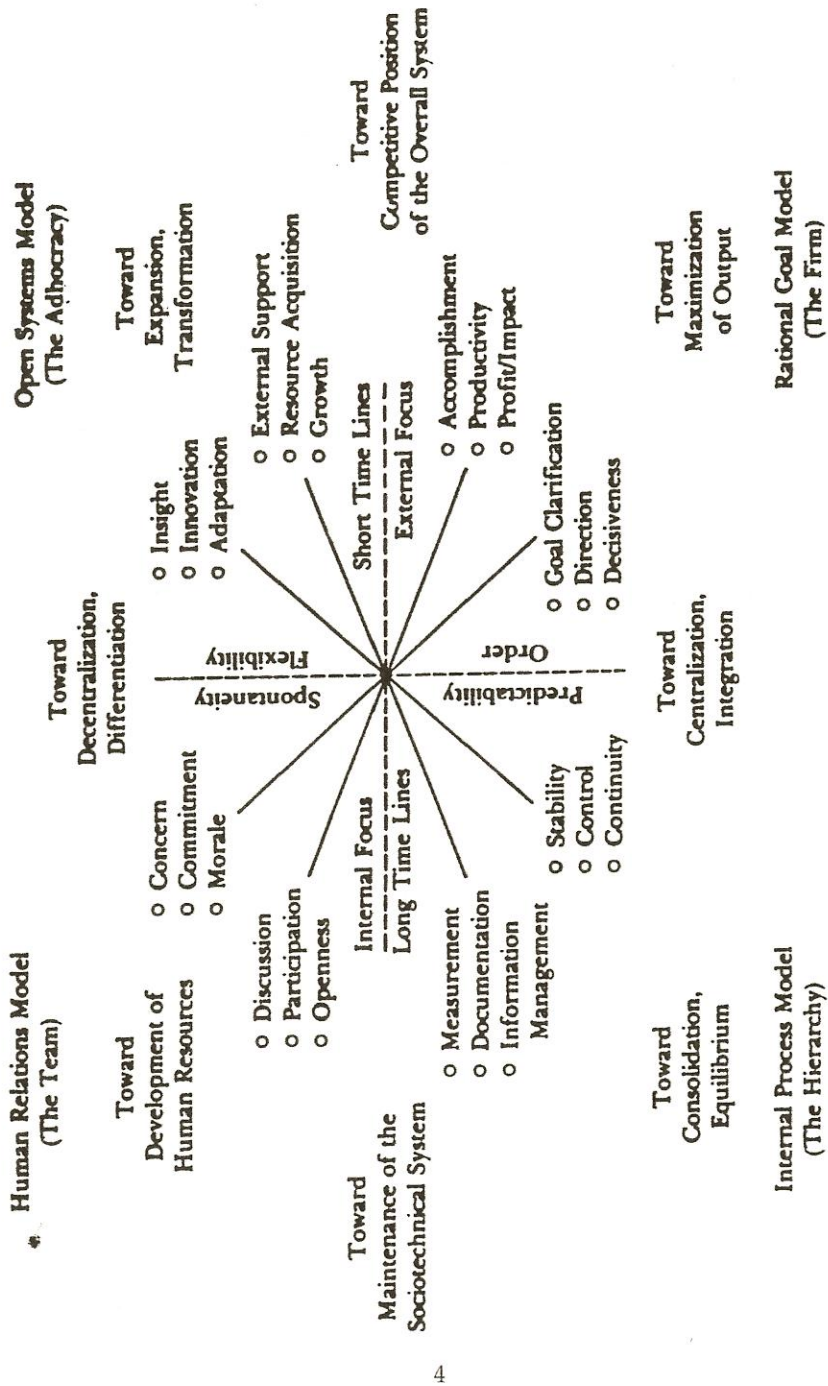 Human Relations Model
(The Team)
Open Systems Model
(The Adhocracy)
Toward
Development of
Human Resources
Toward
Decentralization,
Differentiation
Toward
Expansion,
Transformation
o Concern
o Commitment
o Morale
o Insight
o Innovation
o Adaptation
o Discussion
o Participation
o Openness
o External Support
o Resource Acquisition
o Growth
Spontaneity
Flexibility
Toward
Maintenance of the
Sociotechnical System
Internal Focus
Long Time Lines
Short Time Lines
External Focus
Toward
Competitive Position
of the Overall System
Predictability
Order
o Measurement
o Documentation
o Information
Management
o Accomplishment
o Productivity
o Profit/Impact
o Stability
o Control
o Continuity
o Goal Clarification
o Direction
o Decisiveness
Toward
Consolidation,
Equilibrium
Toward
Centralization,
Integration
Toward
Maximization
of Output
Internal Process Model
(The Hierarchy)
Rational Goal Model
(The Firm)
4